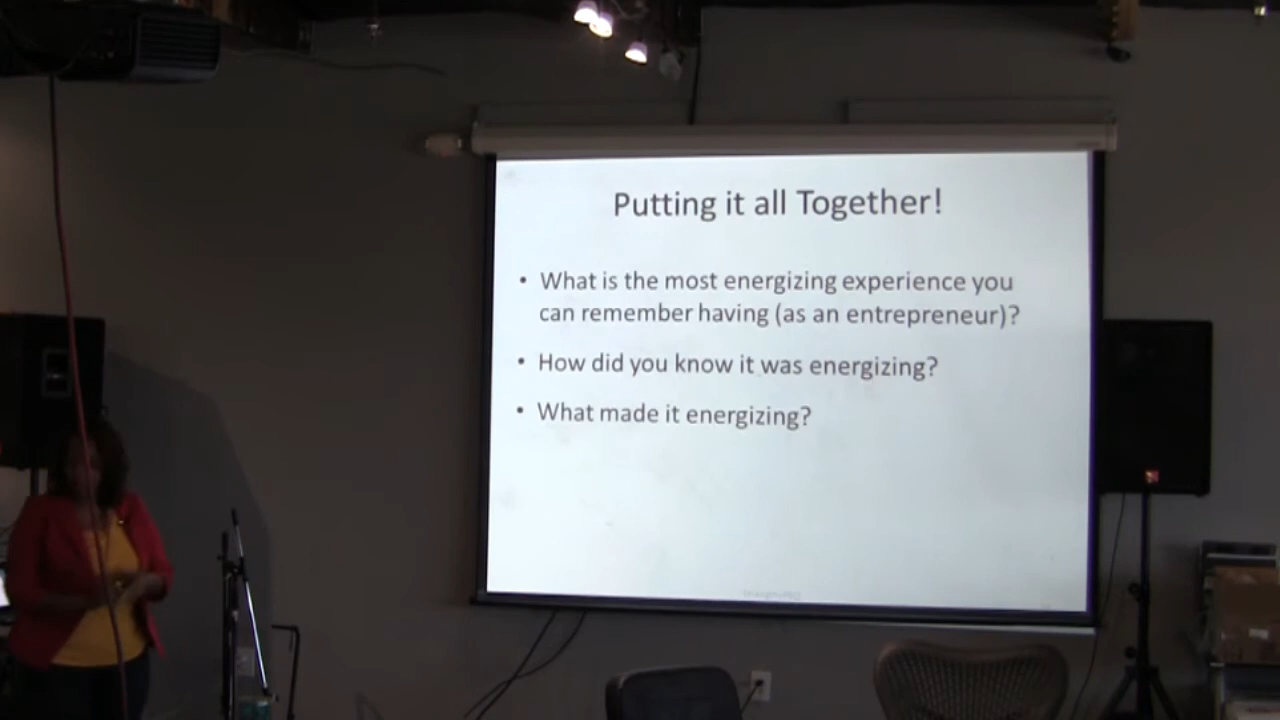 Putting it all Together!
• What is the most energizing experience you
can remember having (as an entrepreneur)?
• How did you know it was energizing?
• What made it energizing?